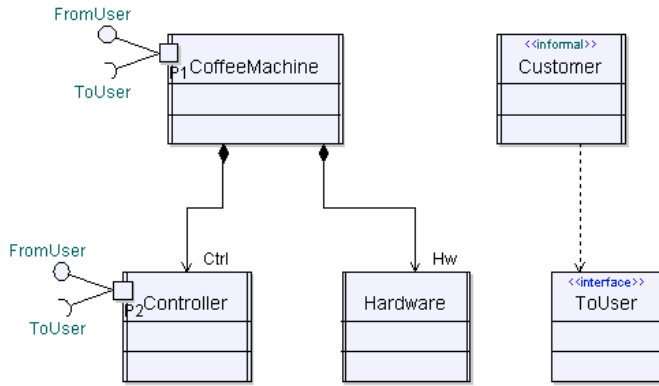 FromUser
P1
CoffeeMachine
ToUser
<<informal>>
Customer
Ctrl
Hw
FromUser
P2
Controller
ToUser
Hardware
<<interface>>
ToUser